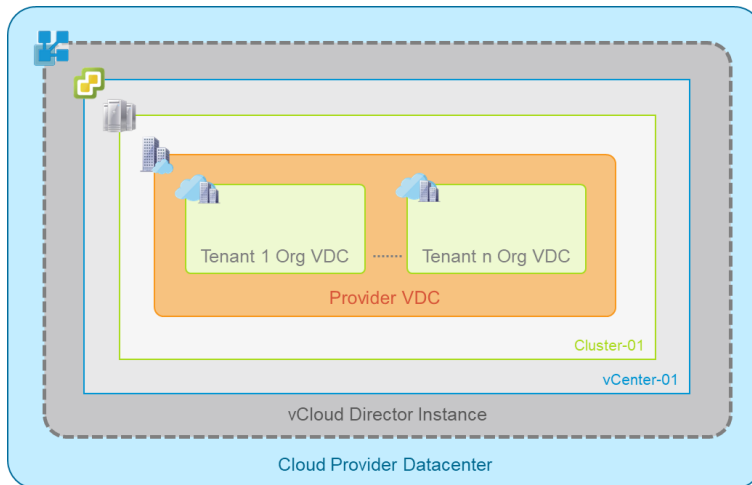 Tenant 1 Org VDC ....... Tenant n Org VDC
Provider VDC
Cluster-01
vCenter-01
vCloud Director Instance
Cloud Provider Datacenter